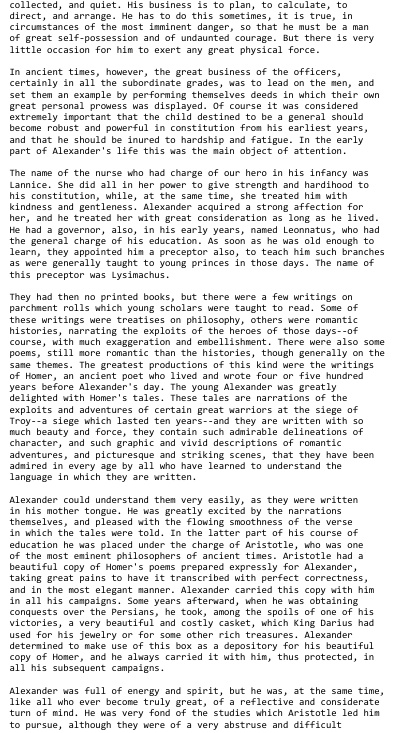 collected, and quiet. His business is to plan, to calculate, to
direct, and arrange. He has to do this sometimes, it is true, in
circumstances of the most imminent danger, so that he must be a man
of great self-possession and of undaunted courage. But there is very
little occasion for him to exert any great physical force.
In ancient times, however, the great business of the officers,
certainly in all the subordinate grades, was to lead on the men, and
set them an example by performing themselves deeds in which their own
great personal prowess was displayed. Of course it was considered
extremely important that the child destined to be a general should
become robust and powerful in constitution from his earliest years,
and that he should be inured to hardship and fatigue. In the early
part of Alexander's life this was the main object of attention.
The name of the nurse who had charge of our hero in his infancy was
Lannice. She did all in her power to give strength and hardihood to
his constitution, while, at the same time, she treated him with
kindness and gentleness. Alexander acquired a strong affection for
her, and he treated her with great consideration as long as he lived.
He had a governor, also, in his early years, named Leonnatus, who had
the general charge of his education. As soon as he was old enough to
learn, they appointed him a preceptor also, to teach him such branches
as were generally taught to young princes in those days. The name of
this preceptor was Lysimachus.
They had then no printed books, but there were a few writings on
parchment rolls which young scholars were taught to read. Some of
these writings were treatises on philosophy, others were romantic
histories, narrating the exploits of the heroes of those days--of
course, with much exaggeration and embellishment. There were also some
poems, still more romantic than the histories, though generally on the
same themes. The greatest productions of this kind were the writings
of Homer, an ancient poet who lived and wrote four or five hundred
years before Alexander's day. The young Alexander was greatly
delighted with Homer's tales. These tales are narrations of the
exploits and adventures of certain great warriors at the siege of
Troy--a siege which lasted ten years--and they are written with so
much beauty and force, they contain such admirable delineations of
character, and such graphic and vivid descriptions of romantic
adventures, and picturesque and striking scenes, that they have been
admired in every age by all who have learned to understand the
language in which they are written.
Alexander could understand them very easily, as they were written
in his mother tongue. He was greatly excited by the narrations
themselves, and pleased with the flowing smoothness of the verse
in which the tales were told. In the latter part of his course of
education he was placed under the charge of Aristotle, who was one
of the most eminent philosophers of ancient times. Aristotle had a
beautiful copy of Homer's poems prepared expressly for Alexander,
taking great pains to have it transcribed with perfect correctness,
and in the most elegant manner. Alexander carried this copy with him
in all his campaigns. Some years afterward, when he was obtaining
conquests over the Persians, he took, among the spoils of one of his
victories, a very beautiful and costly casket, which King Darius had
used for his jewelry or for some other rich treasures. Alexander
determined to make use of this box as a depository for his beautiful
copy of Homer, and he always carried it with him, thus protected, in
all his subsequent campaigns.
Alexander was full of energy and spirit, but he was, at the same time,
like all who ever become truly great, of a reflective and considerate
turn of mind. He was very fond of the studies which Aristotle led him
to pursue, although they were of a very abstruse and difficult